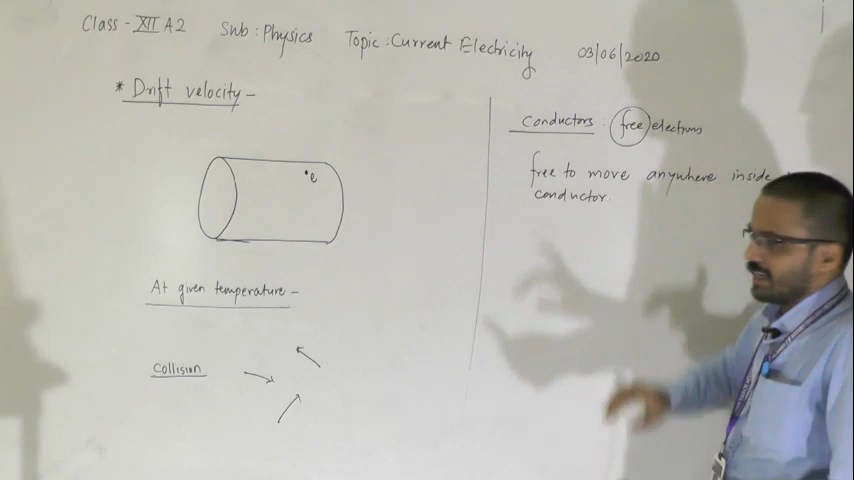 Class - XII A2 Sub : Physics Topic : Current Electricity 03/06/2020
* Drift velocity -
e
At given temperature -
Collision
Conductors : free electrons
free to move anywhere inside
conductor.